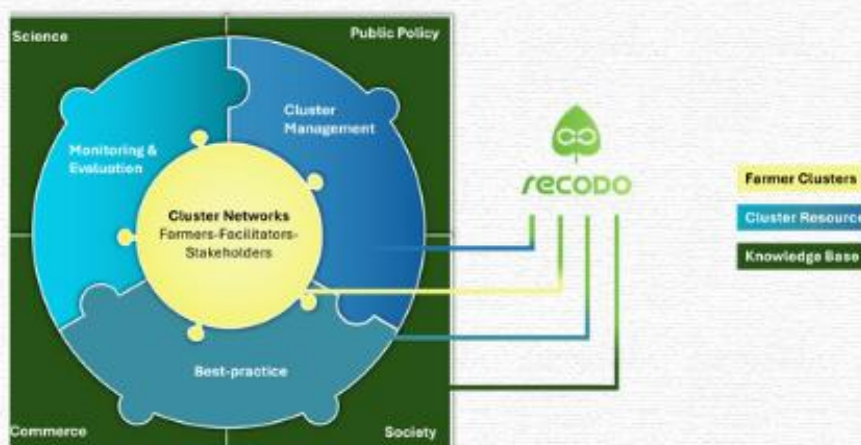 Science
Public Policy
Cluster
Management
Monitoring &
Evaluation
Cluster Networks
Farmers-Facilitators-
Stakeholders
Best-practice
Commerce
Society
recodo
Farmer Clusters
Cluster Resource
Knowledge Base